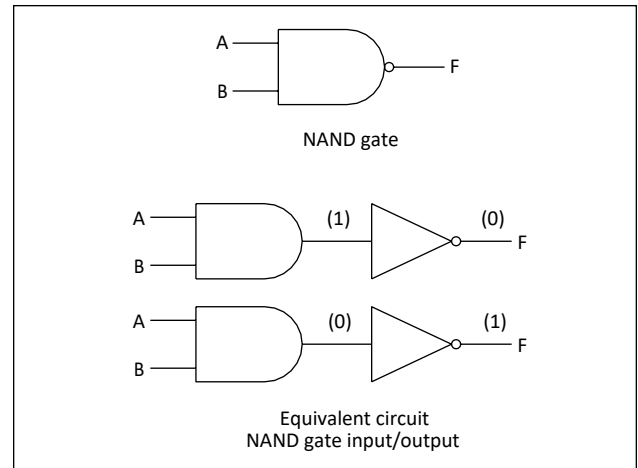 A
B
F
NAND gate
A
B
(1)
(0)
F
A
B
(0)
(1)
F
Equivalent circuit
NAND gate input/output